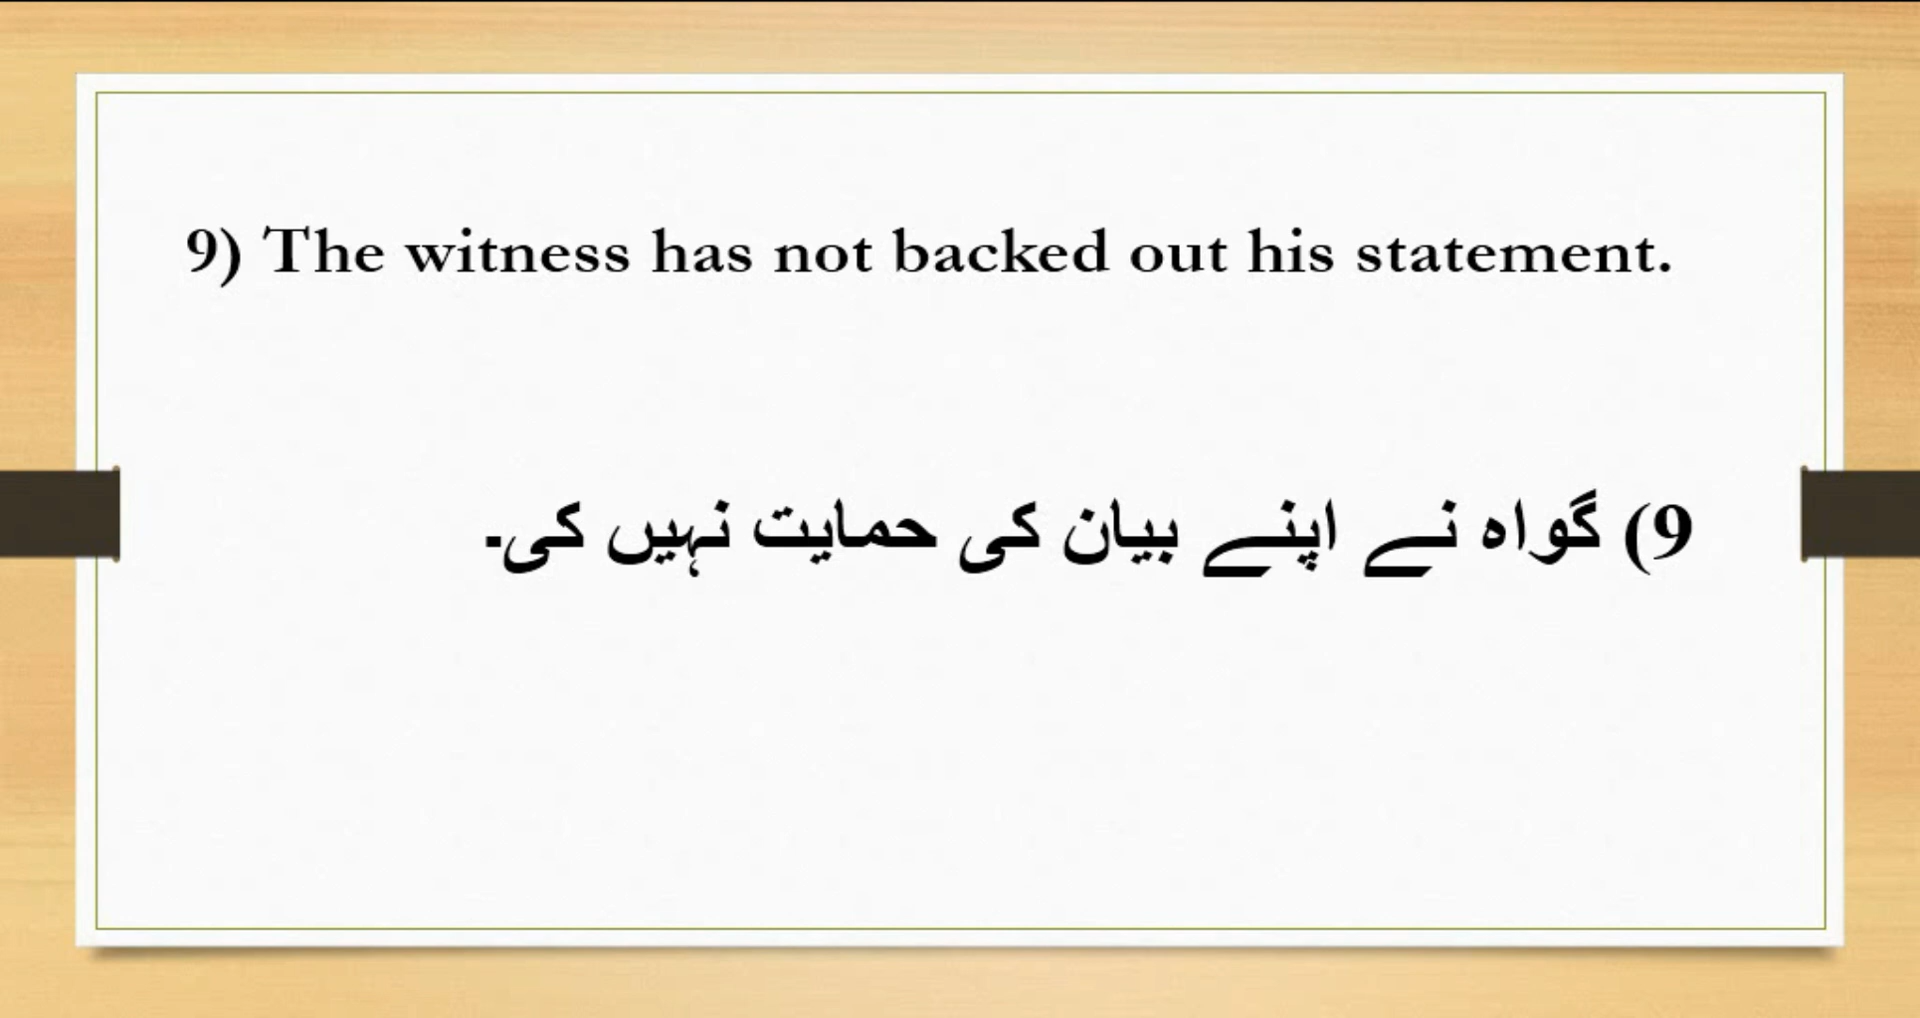 9) The witness has not backed out his statement.
9) گواہ نے اپنے بیان کی حمایت نہیں کی۔